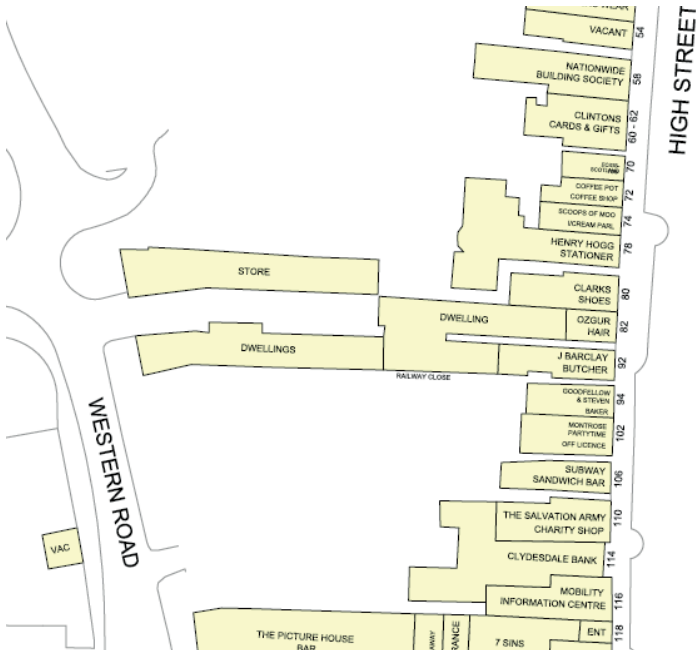 WEAR
VACANT
54
NATIONWIDE
BUILDING SOCIETY
58
CLINTONS
CARDS & GIFTS
60 - 62
HIGH STREET
70
COFFEE POT
COFFEE SHOP
72
SCOOPS OF MOO
I/CREAM PARL
74
HENRY HOGG
STATIONER
78
STORE
CLARKS
SHOES
80
DWELLING
OZGUR
HAIR
82
DWELLINGS
J BARCLAY
BUTCHER
92
RAILWAY CLOSE
GOODFELLOW
& STEVEN
BAKER
94
MONTROSE
PARTYTIME
OFF LICENCE
102
WESTERN ROAD
SUBWAY
SANDWICH BAR
106
THE SALVATION ARMY
CHARITY SHOP
110
VAC
CLYDESDALE BANK
114
MOBILITY
INFORMATION CENTRE
116
THE PICTURE HOUSE
BAR
7 SINS
ENT
118